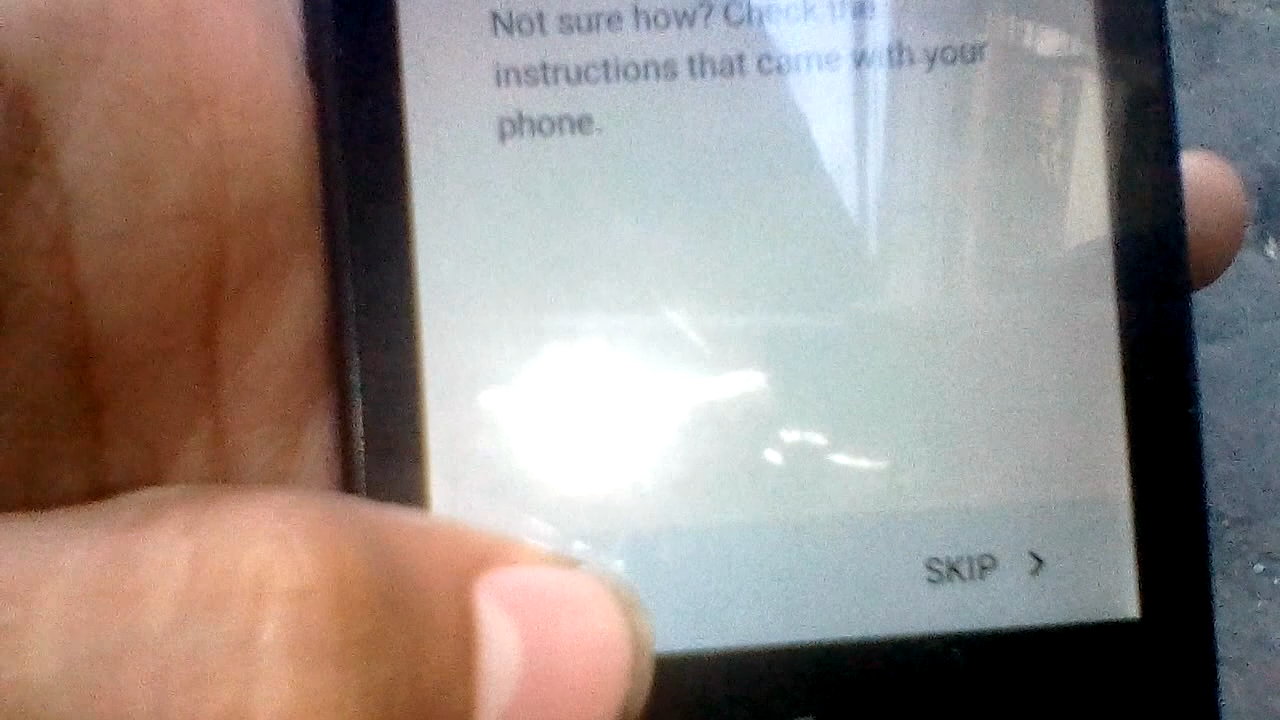 Not sure how? Check the
instructions that came with your
phone.
SKIP >